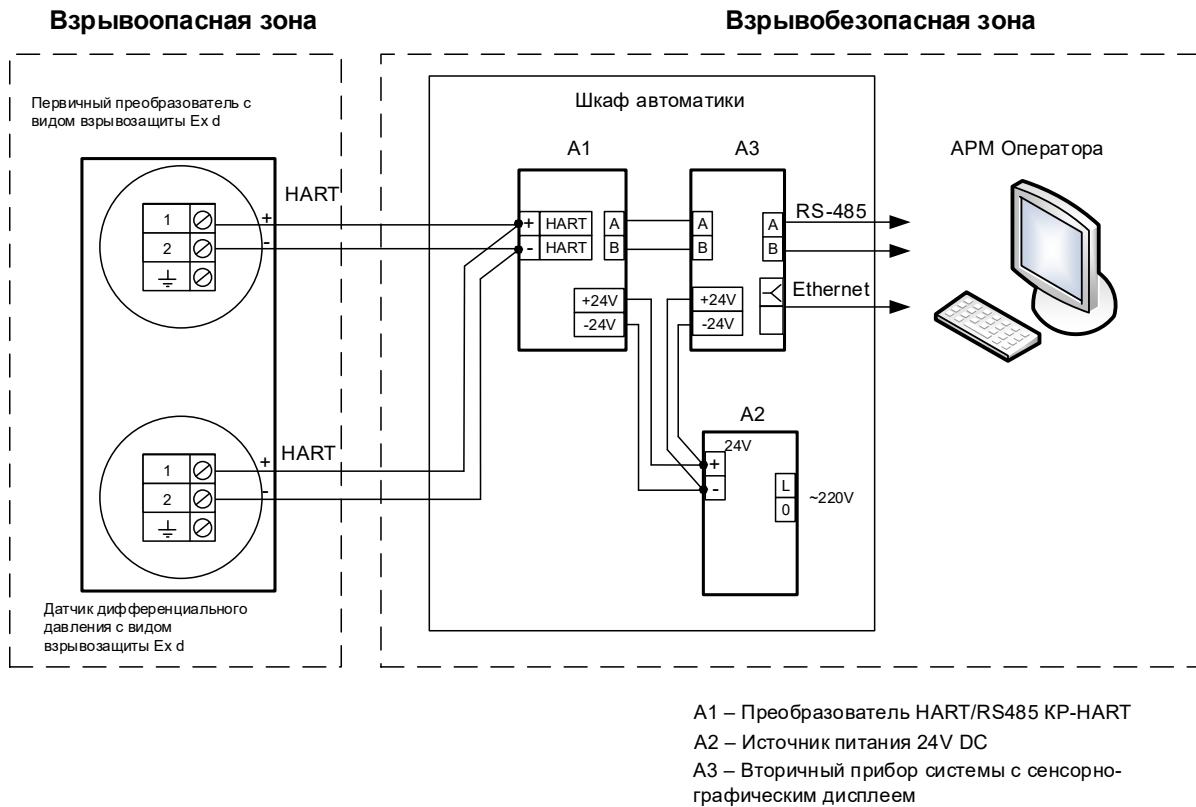 Взрывоопасная зона
Взрывобезопасная зона
Первичный преобразователь с
видом взрывозащиты Ex d
1
2
+
-
HART
Шкаф автоматики
A1
+ HART
- HART
A
B
+24V
-24V
A3
A
B
+24V
-24V
A
B
RS-485
Ethernet
АРМ Оператора
A2
24V
+
-
L
0
~220V
1
2
+
-
HART
Датчик дифференциального
давления с видом
взрывозащиты Ex d
A1 – Преобразователь HART/RS485 КР-HART
A2 – Источник питания 24V DC
A3 – Вторичный прибор системы с сенсорно-
графическим дисплеем